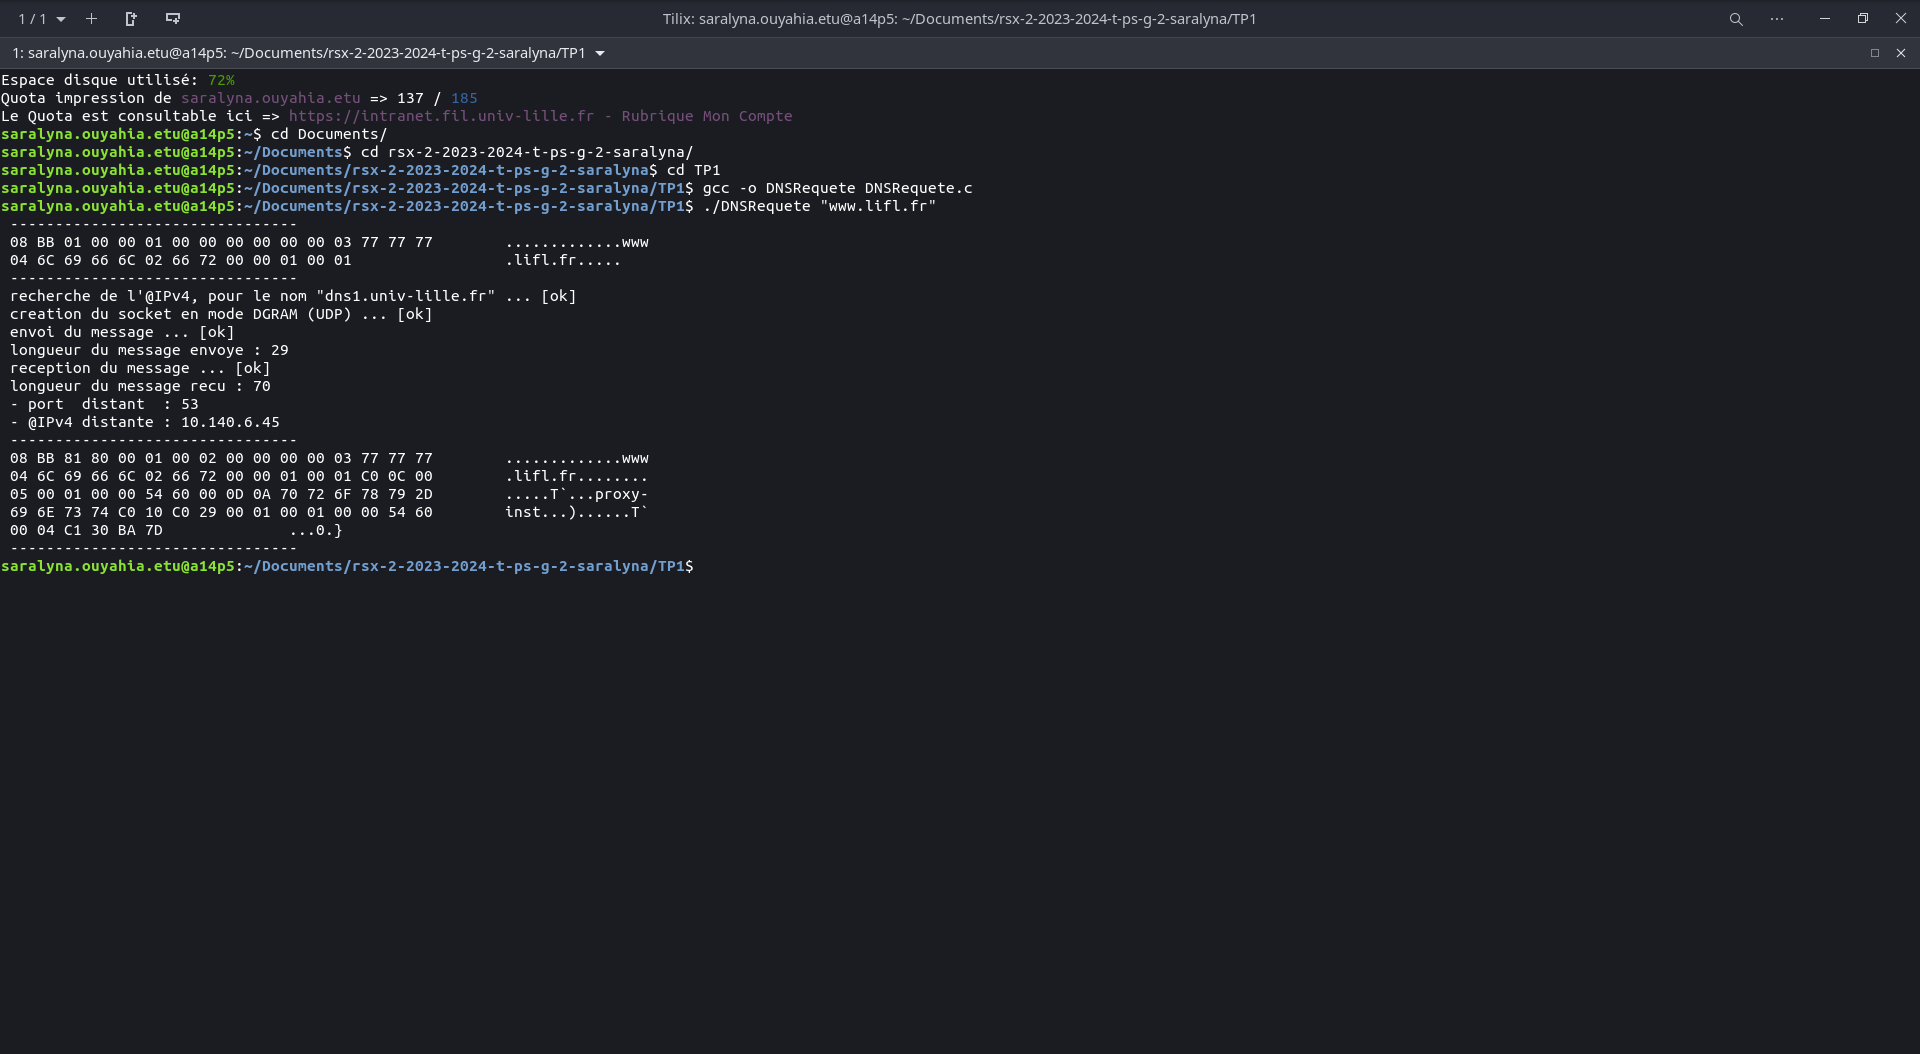 1 / 1
Tilix: saralyna.ouyahia.etu@a14p5: ~/Documents/rsx-2-2023-2024-t-ps-g-2-saralyna/TP1
1: saralyna.ouyahia.etu@a14p5: ~/Documents/rsx-2-2023-2024-t-ps-g-2-saralyna/TP1
Espace disque utilisé: 72%
Quota impression de saralyna.ouyahia.etu => 137 / 185
Le Quota est consultable ici => https://intranet.fil.univ-lille.fr - Rubrique Mon Compte
saralyna.ouyahia.etu@a14p5:~$ cd Documents/
saralyna.ouyahia.etu@a14p5:~/Documents$ cd rsx-2-2023-2024-t-ps-g-2-saralyna/
saralyna.ouyahia.etu@a14p5:~/Documents/rsx-2-2023-2024-t-ps-g-2-saralyna$ cd TP1
saralyna.ouyahia.etu@a14p5:~/Documents/rsx-2-2023-2024-t-ps-g-2-saralyna/TP1$ gcc -o DNSRequete DNSRequete.c
saralyna.ouyahia.etu@a14p5:~/Documents/rsx-2-2023-2024-t-ps-g-2-saralyna/TP1$ ./DNSRequete "www.lifl.fr"
--------------------------------
08 BB 01 00 00 01 00 00 00 00 00 00 03 77 77 77        .............www
04 6C 69 66 6C 02 66 72 00 00 01 00 01                 .lifl.fr.....
--------------------------------
recherche de l'@IPv4, pour le nom "dns1.univ-lille.fr" ... [ok]
creation du socket en mode DGRAM (UDP) ... [ok]
envoi du message ... [ok]
longueur du message envoye : 29
reception du message ... [ok]
longueur du message recu : 70
- port  distant  : 53
- @IPv4 distante : 10.140.6.45
--------------------------------
08 BB 81 80 00 01 00 02 00 00 00 00 03 77 77 77        .............www
04 6C 69 66 6C 02 66 72 00 00 01 00 01 C0 0C 00        .lifl.fr........
05 00 01 00 00 54 60 00 0D 0A 70 72 6F 78 79 2D        .....T`...proxy-
69 6E 73 74 C0 10 C0 29 00 01 00 01 00 00 54 60        inst...)......T`
00 04 C1 30 BA 7D              ...0.}
--------------------------------
saralyna.ouyahia.etu@a14p5:~/Documents/rsx-2-2023-2024-t-ps-g-2-saralyna/TP1$